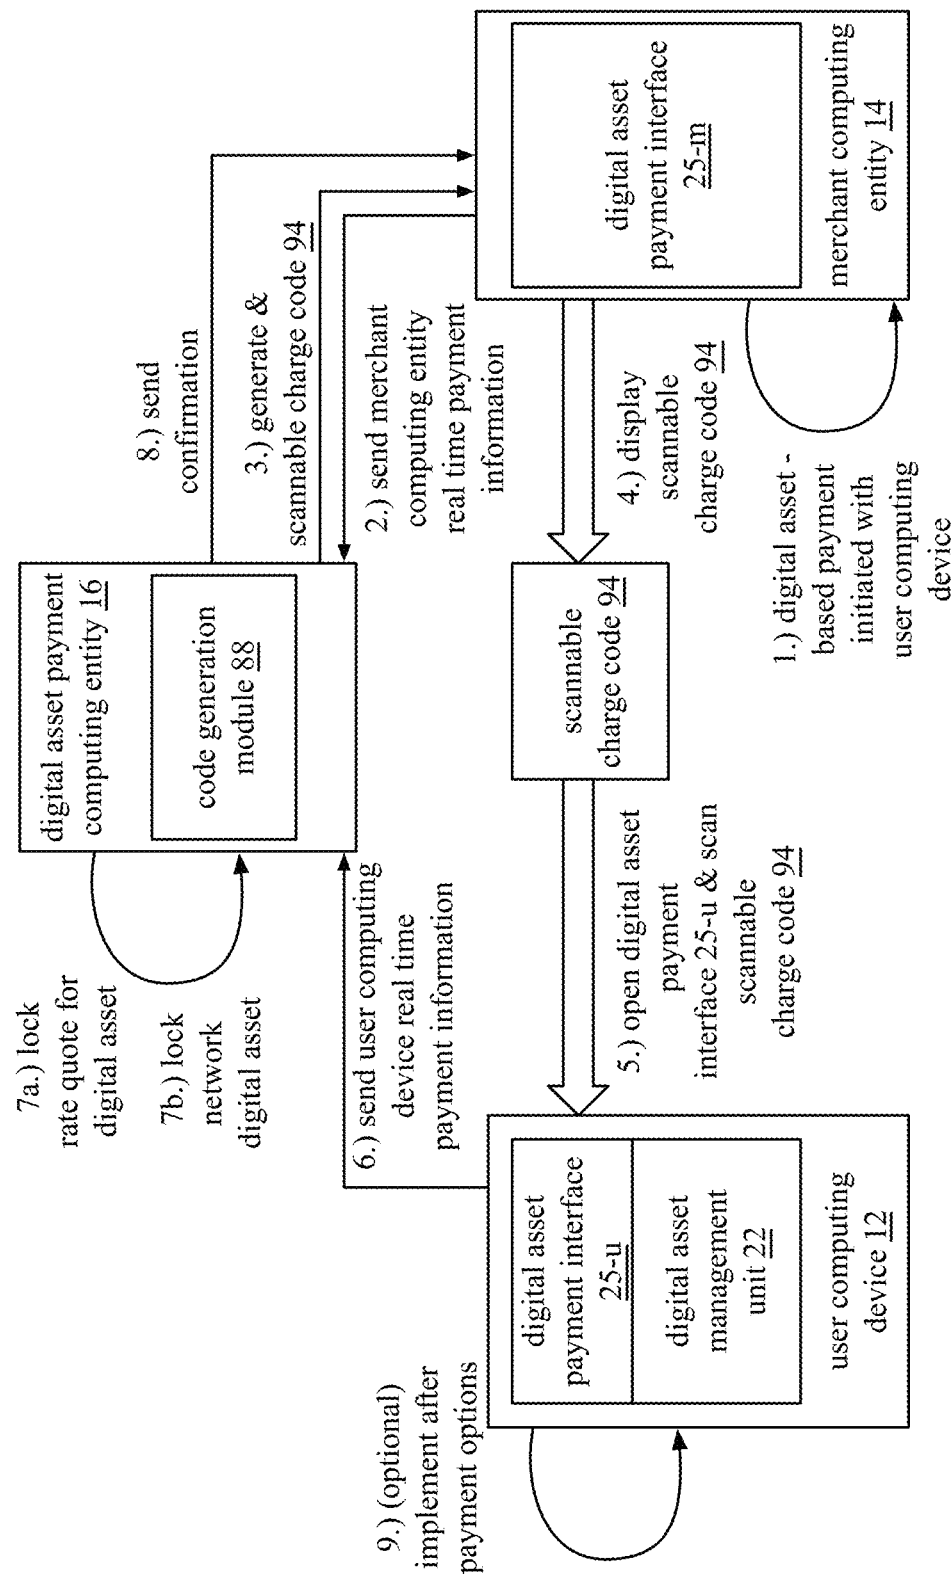 7a.) lock
rate quote for
digital asset
7b.) lock
network
digital asset
digital asset payment
computing entity 16
code generation
module 88
8.) send
confirmation
3.) generate &
scannable charge code 94
2.) send merchant
computing entity
real time payment
information
6.) send user computing
device real time
payment information
9.) (optional)
implement after
payment options
digital asset
payment interface
25-u
digital asset
management
unit 22
user computing
device 12
5.) open digital asset
payment
interface 25-u & scan
scannable
charge code 94
scannable
charge code 94
4.) display
scannable
charge code 94
digital asset
payment interface
25-m
merchant computing
entity 14
1.) digital asset -
based payment
initiated with
user computing
device